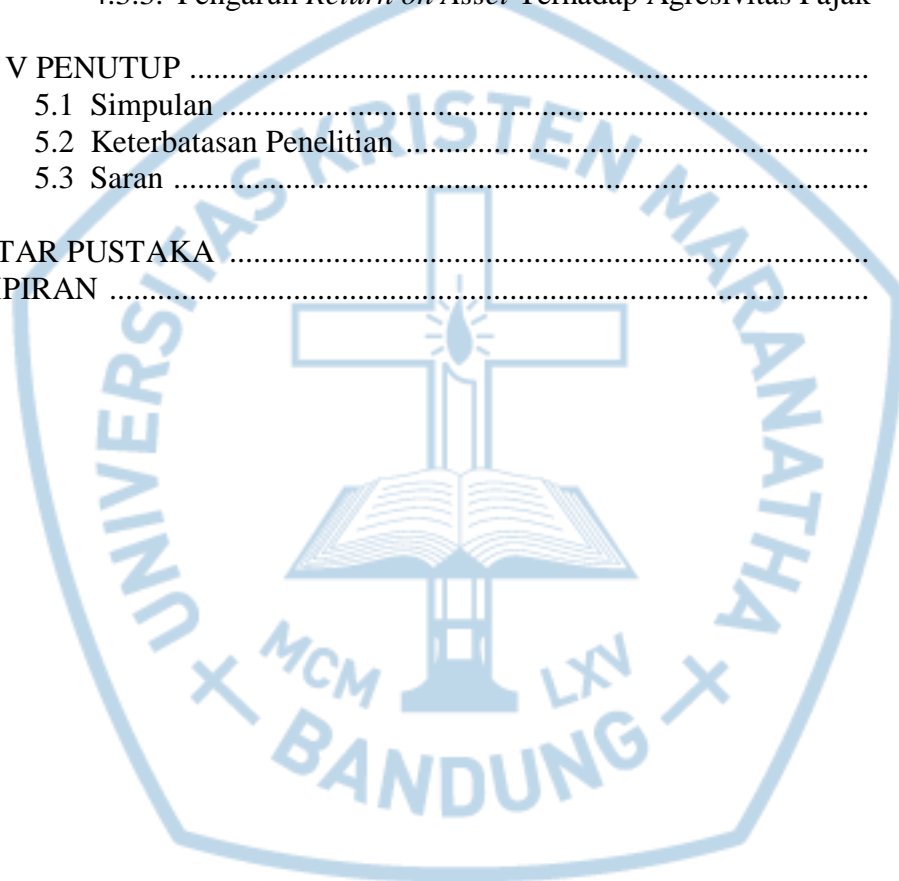 4.3.3. Pengaruh Return on Asset Terhadap Agresivitas Pajak
V PENUTUP ....................................................................................
5.1 Simpulan ................................................................................
5.2 Keterbatasan Penelitian .........................................................
5.3 Saran ......................................................................................
TAR PUSTAKA ................................................................................
PIRAN ...............................................................................................
UNIVERSITAS KRISTEN MARANATHA
MCM LXV
BANDUNG